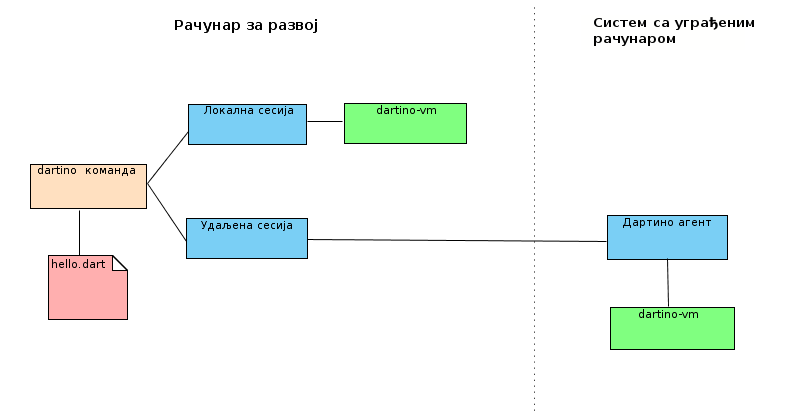 Рачунар за развој
Систем са уграђеним
рачунаром
Локална сесија
dartino-vm
dartino команда
Удаљена сесија
Дартино агент
hello.dart
dartino-vm